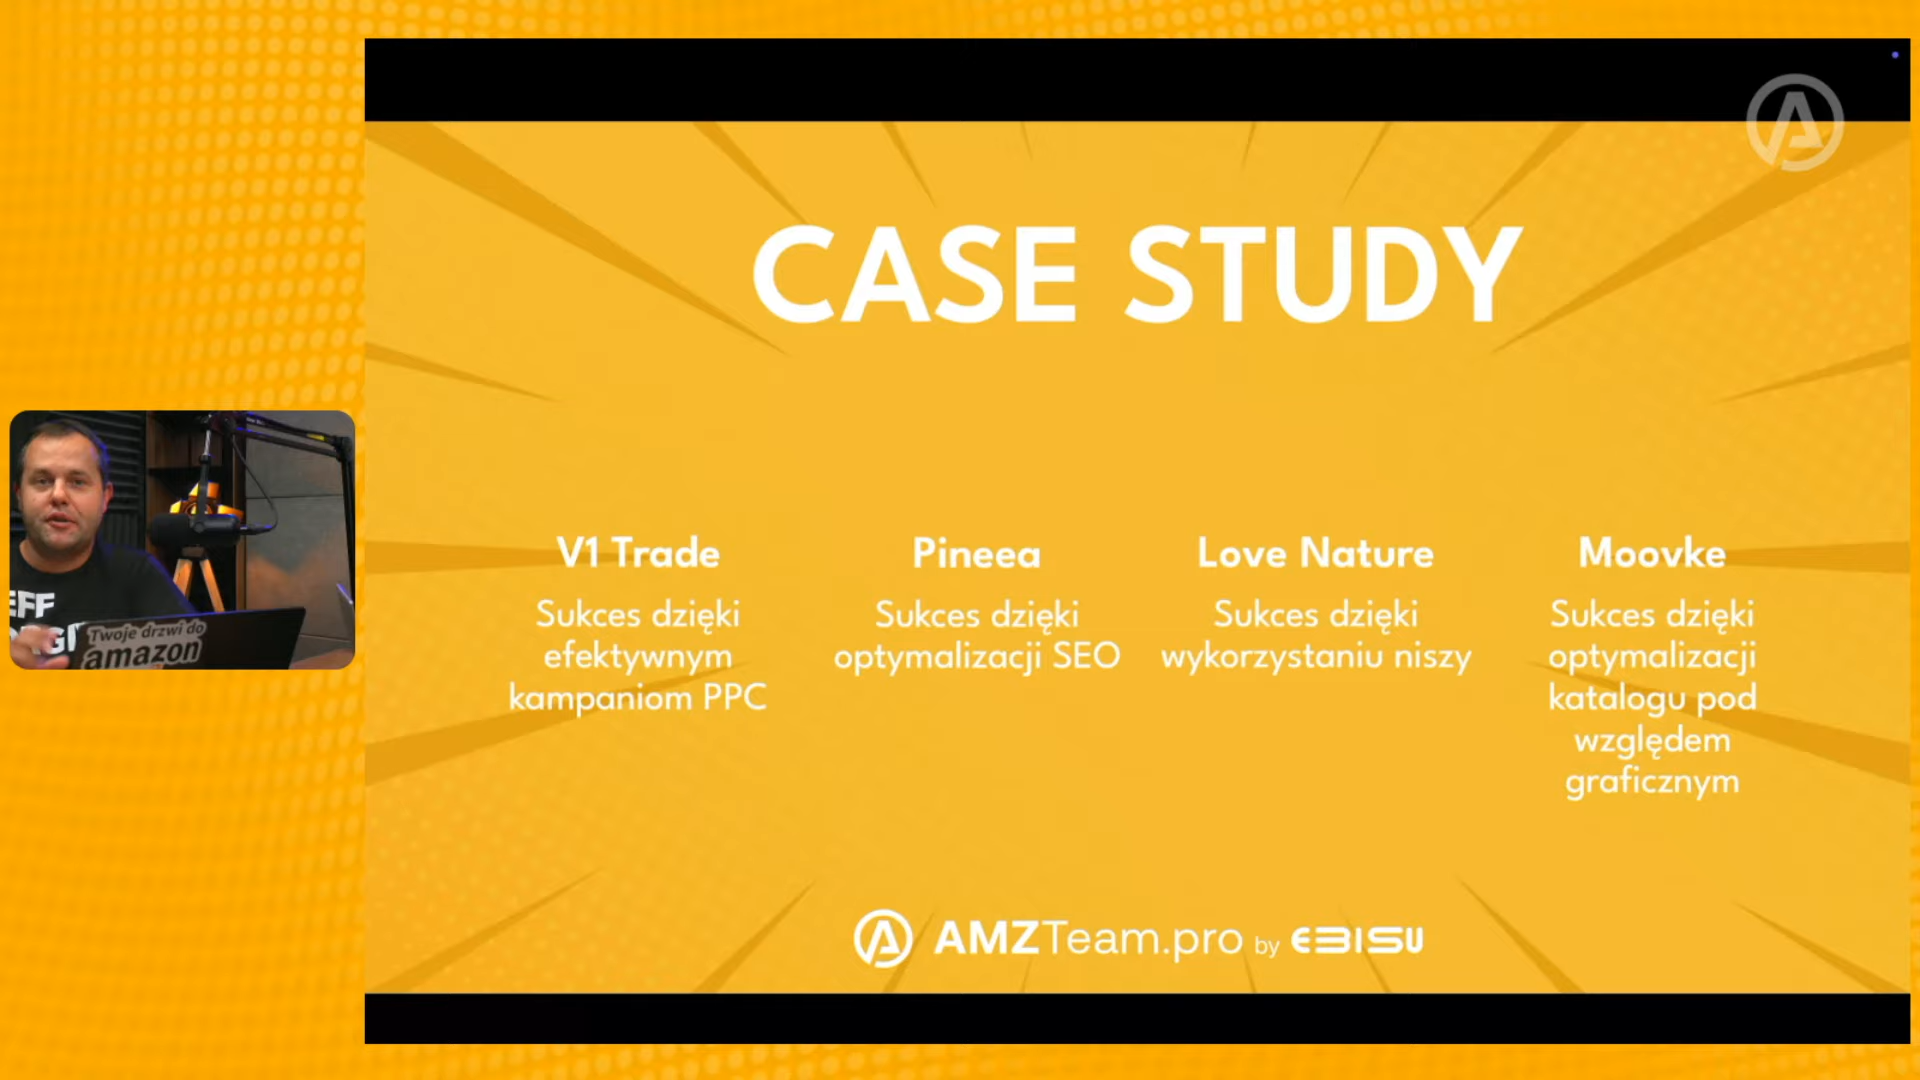 CASE STUDY
V1 Trade
Sukces dzięki
efektywnym
kampaniom PPC
Pineea
Sukces dzięki
optymalizacji SEO
Love Nature
Sukces dzięki
wykorzystaniu niszy
Moovke
Sukces dzięki
optymalizacji
katalogu pod
względem
graficznym
AMZTeam.pro by EBISU
EFF
Twoje drzwi do
amazon